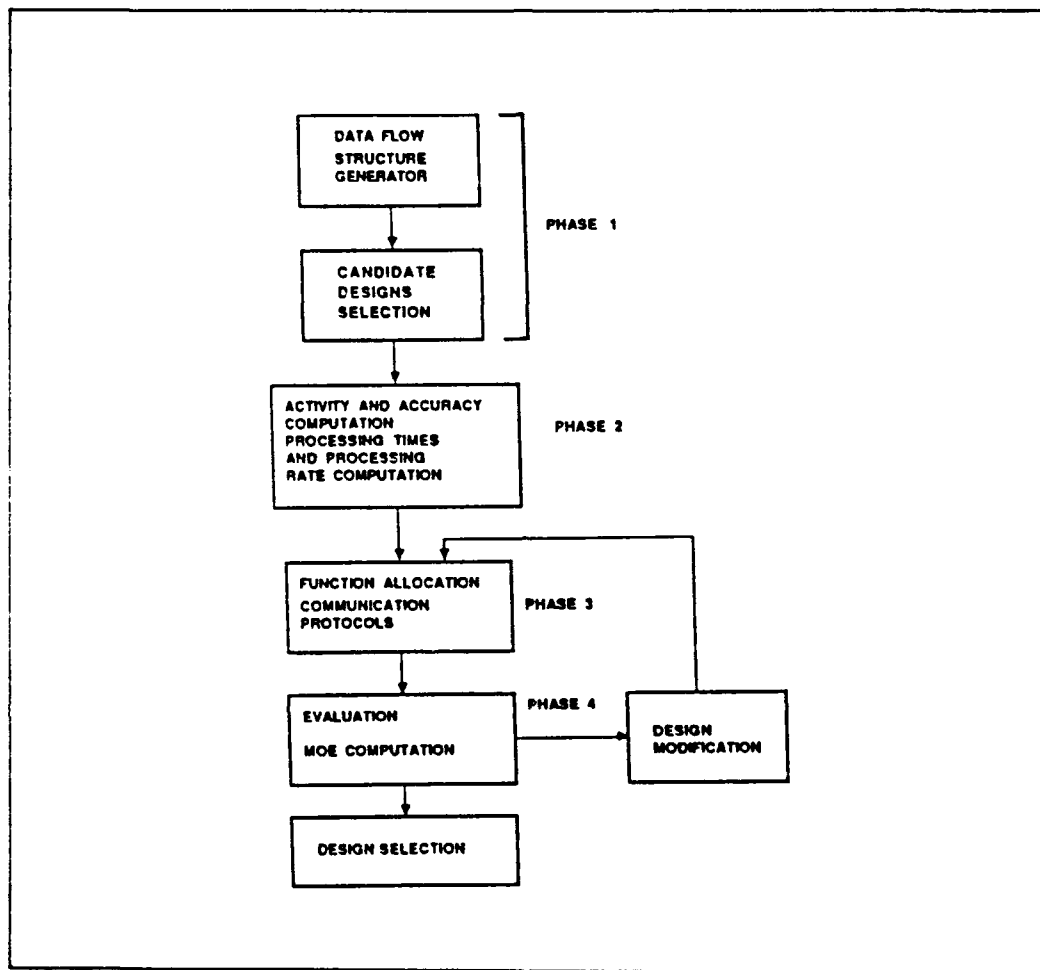 DATA FLOW
STRUCTURE
GENERATOR
PHASE 1
CANDIDATE
DESIGNS
SELECTION
ACTIVITY AND ACCURACY
COMPUTATION
PROCESSING TIMES
AND PROCESSING
RATE COMPUTATION
PHASE 2
FUNCTION ALLOCATION
COMMUNICATION
PROTOCOLS
PHASE 3
EVALUATION
MOE COMPUTATION
PHASE 4
DESIGN
MODIFICATION
DESIGN SELECTION